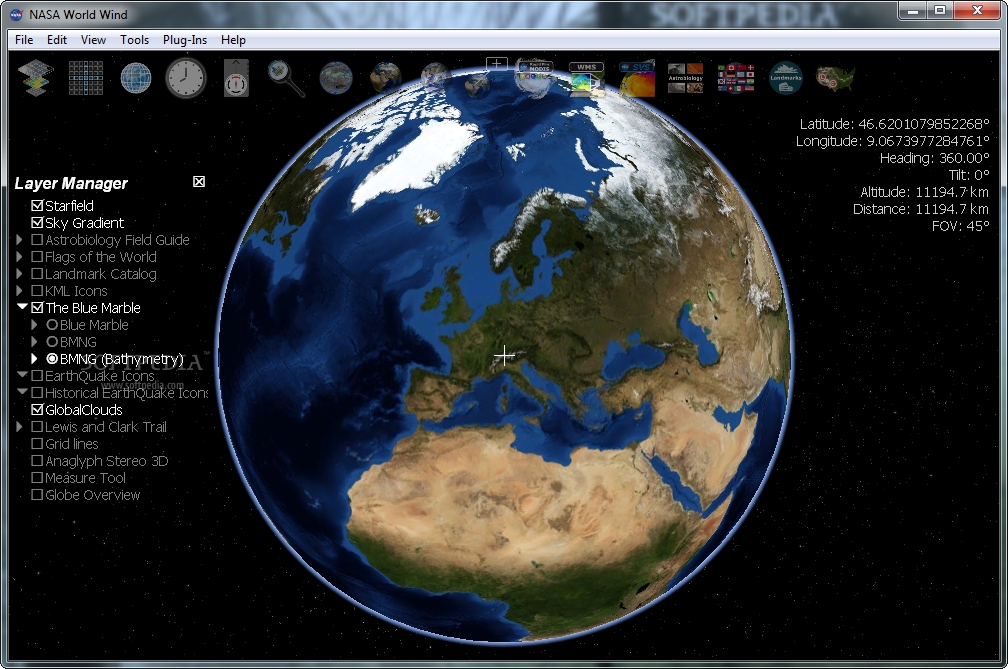 NASA World Wind
SOFTPEDIA
File Edit View Tools Plug-Ins Help
WMS
SVS
MODIS
Astrobiology
Landmarks
Latitude: 46.6201079852268°
Longitude: 9.0673977284761°
Heading: 360.00°
Tilt: 0°
Altitude: 11194.7 km
Distance: 11194.7 km
FOV: 45°
Layer Manager
Starfield
Sky Gradient
Astrobiology Field Guide
Flags of the World
Landmark Catalog
KML Icons
The Blue Marble
Blue Marble
BMNG
BMNG (Bathymetry)
SOFTPEDIA
EarthQuake Icons
www.softpedia.com
Historical EarthQuake Icons
GlobalClouds
Lewis and Clark Trail
Grid lines
Anaglyph Stereo 3D
Measure Tool
Globe Overview